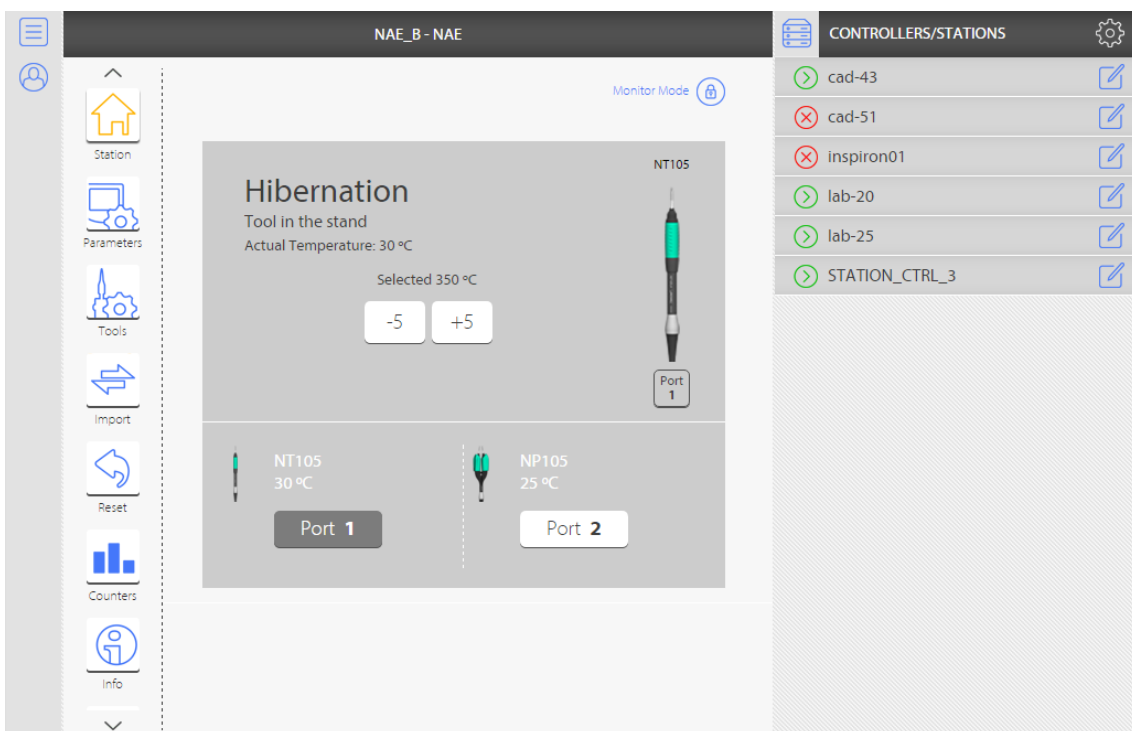 NAE_B - NAE
CONTROLLERS/STATIONS
Station
Parameters
Tools
Import
Reset
Counters
Info
Monitor Mode
Hibernation
Tool in the stand
Actual Temperature: 30 ºC
Selected 350 ºC
-5 +5
NT105
Port
1
NT105
30 ºC
Port 1
NP105
25 ºC
Port 2
cad-43
cad-51
inspiron01
lab-20
lab-25
STATION_CTRL_3